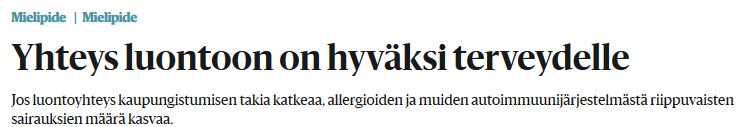 Mielipide | Mielipide
Yhteys luontoon on hyväksi terveydelle
Jos luontoyhteys kaupungistumisen takia katkeaa, allergioiden ja muiden autoimmuunijärjestelmästä riippuvaisten
sairauksien määrä kasvaa.